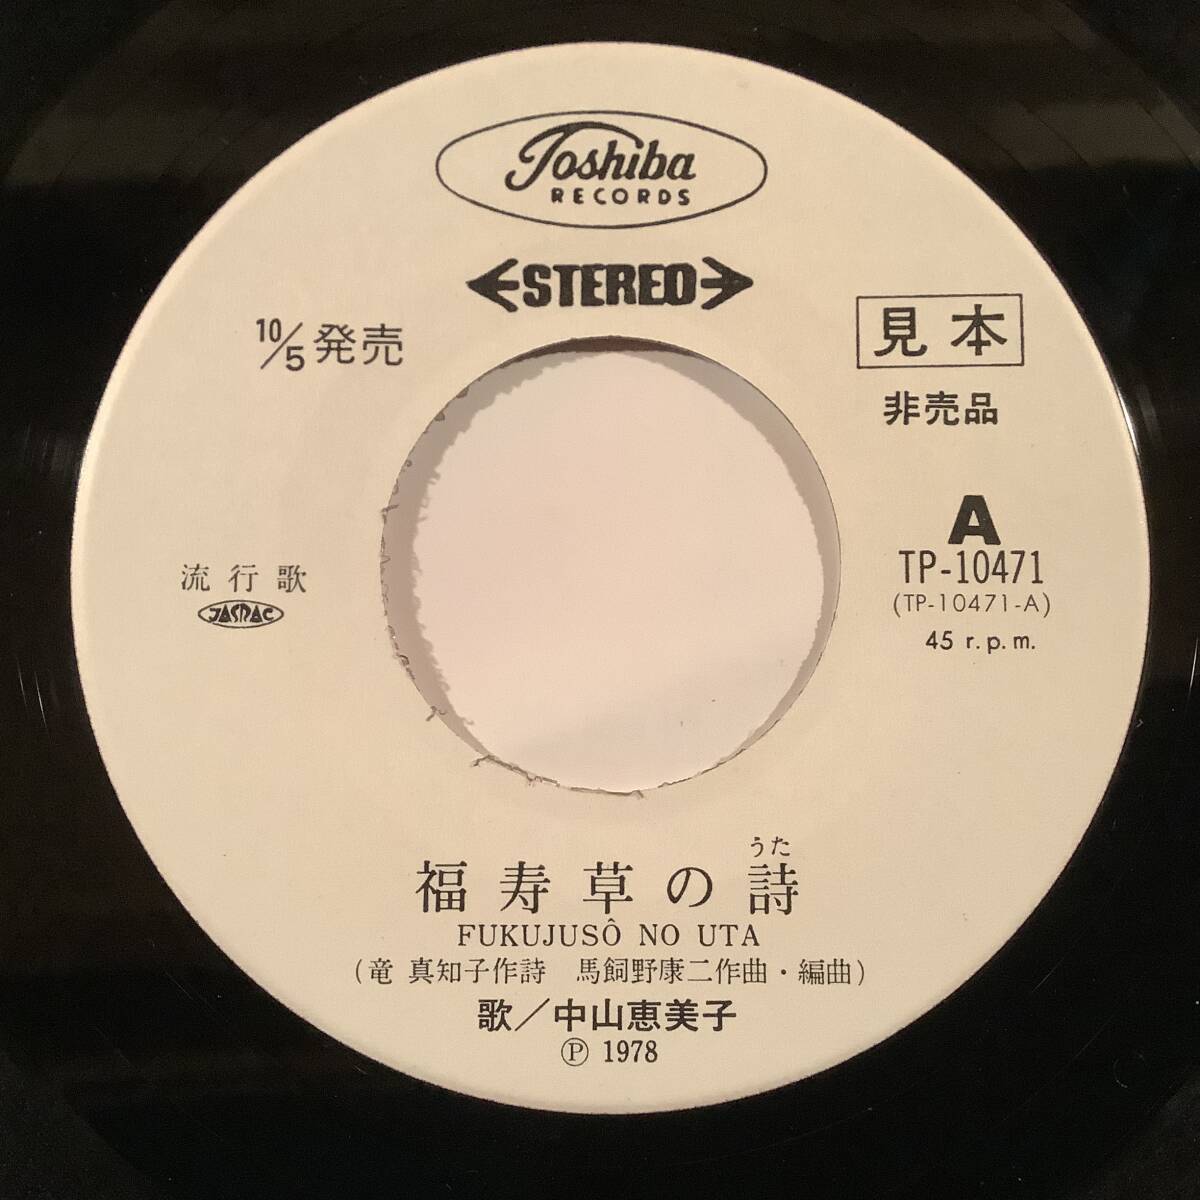 Toshiba
RECORDS
STEREO
10/5発売
見本
非売品
A
TP-10471
(TP-10471-A)
45 r.p.m.
流行歌
JASRAC
うた
福寿草の詩
FUKUJUSÔ NO UTA
(竜 真知子作詩 馬飼野康二作曲・編曲)
歌/中山恵美子
Ⓟ 1978